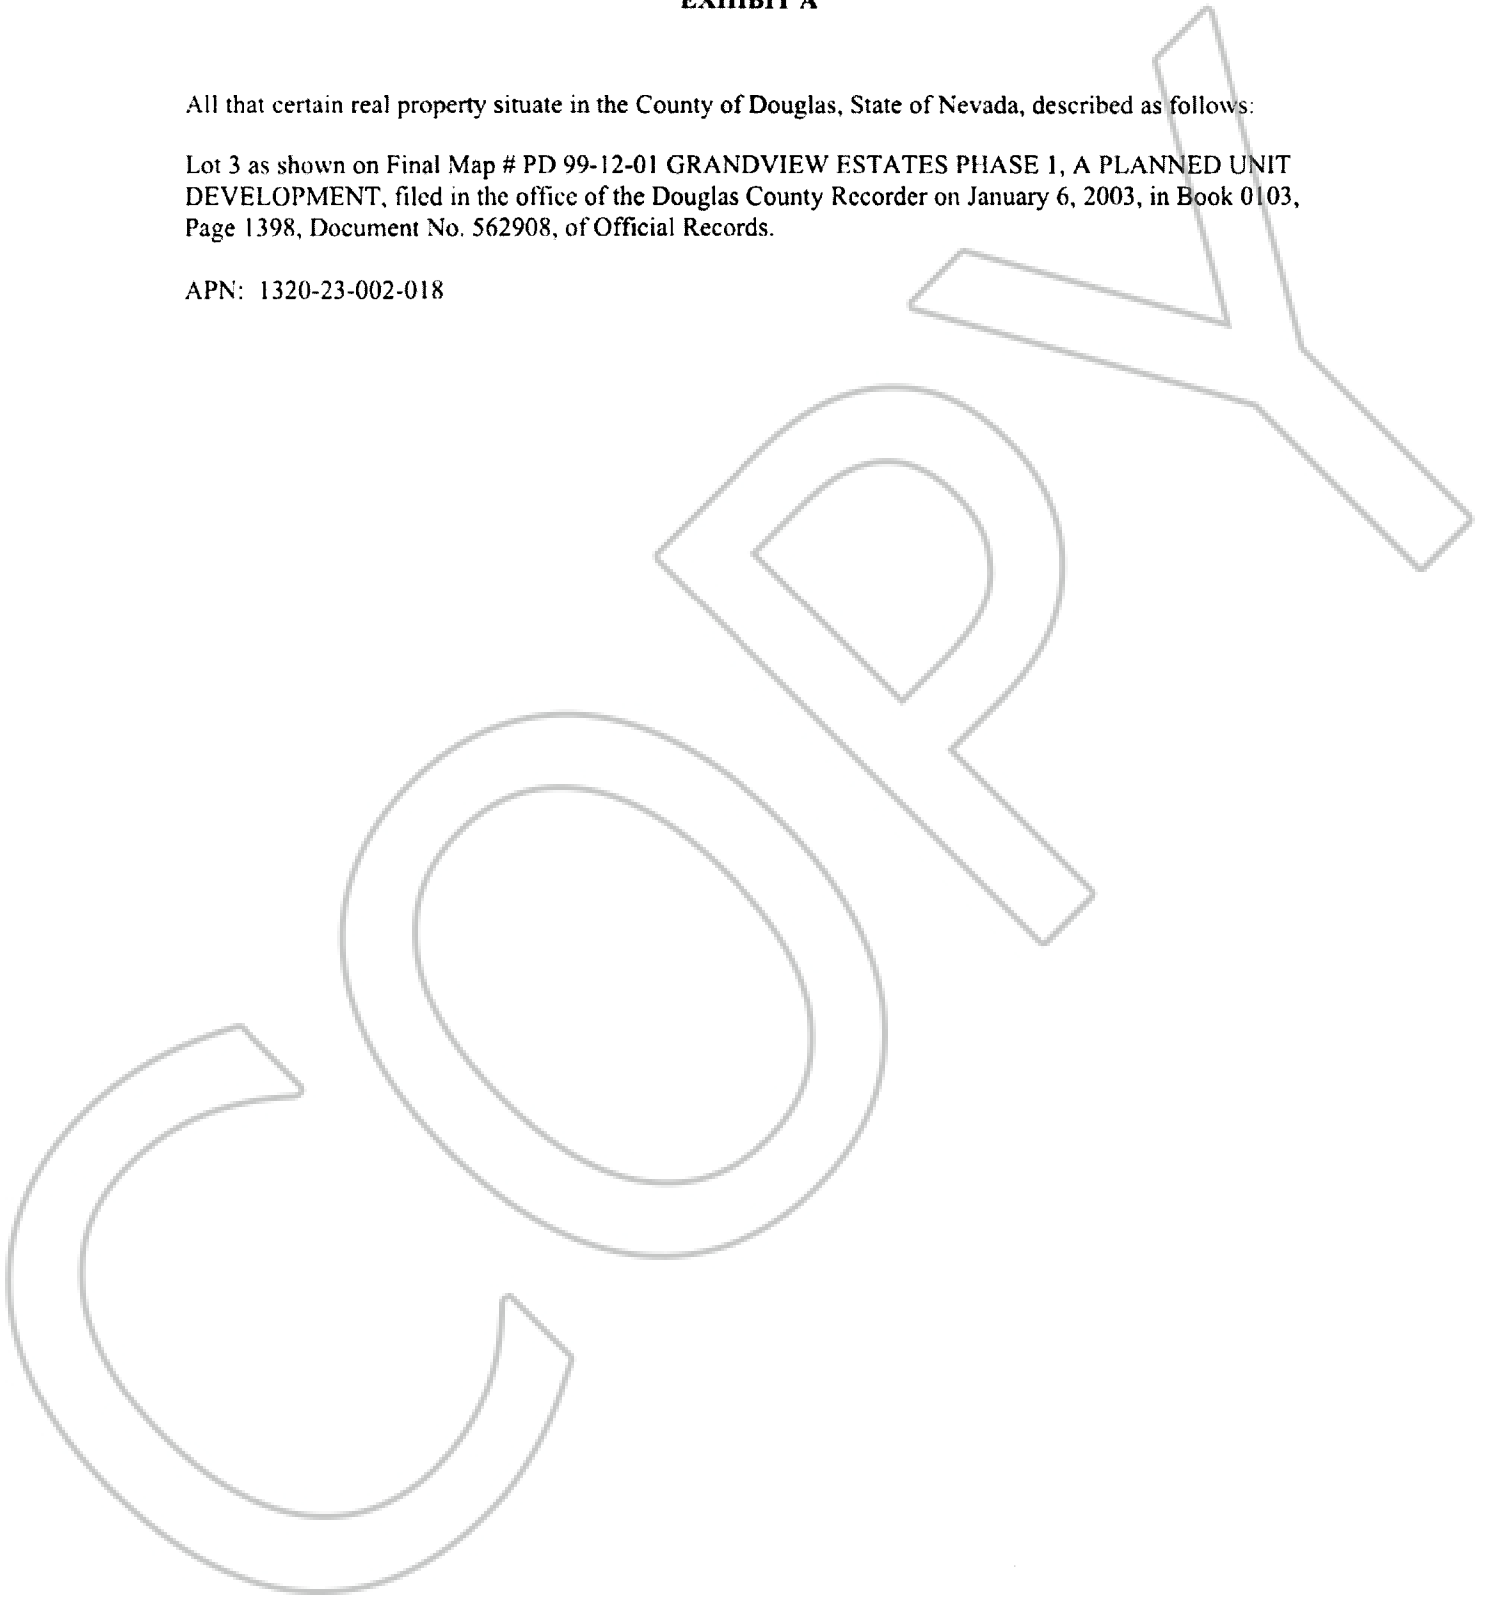 EXHIBIT A
All that certain real property situate in the County of Douglas, State of Nevada, described as follows:
Lot 3 as shown on Final Map # PD 99-12-01 GRANDVIEW ESTATES PHASE 1, A PLANNED UNIT
DEVELOPMENT, filed in the office of the Douglas County Recorder on January 6, 2003, in Book 0103,
Page 1398, Document No. 562908, of Official Records.
APN: 1320-23-002-018
COPY